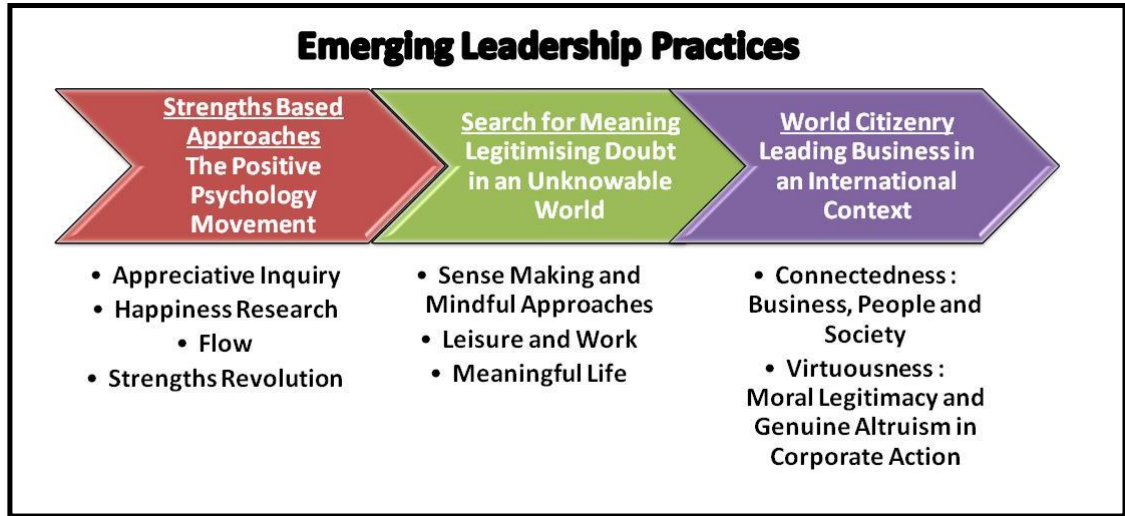 Emerging Leadership Practices
Strengths Based
Approaches
The Positive
Psychology
Movement
Search for Meaning
Legitimising Doubt
in an Unknowable
World
World Citizenry
Leading Business in
an International
Context
• Appreciative Inquiry
• Happiness Research
• Flow
• Strengths Revolution
• Sense Making and
Mindful Approaches
• Leisure and Work
• Meaningful Life
• Connectedness :
Business, People and
Society
• Virtuousness :
Moral Legitimacy and
Genuine Altruism in
Corporate Action